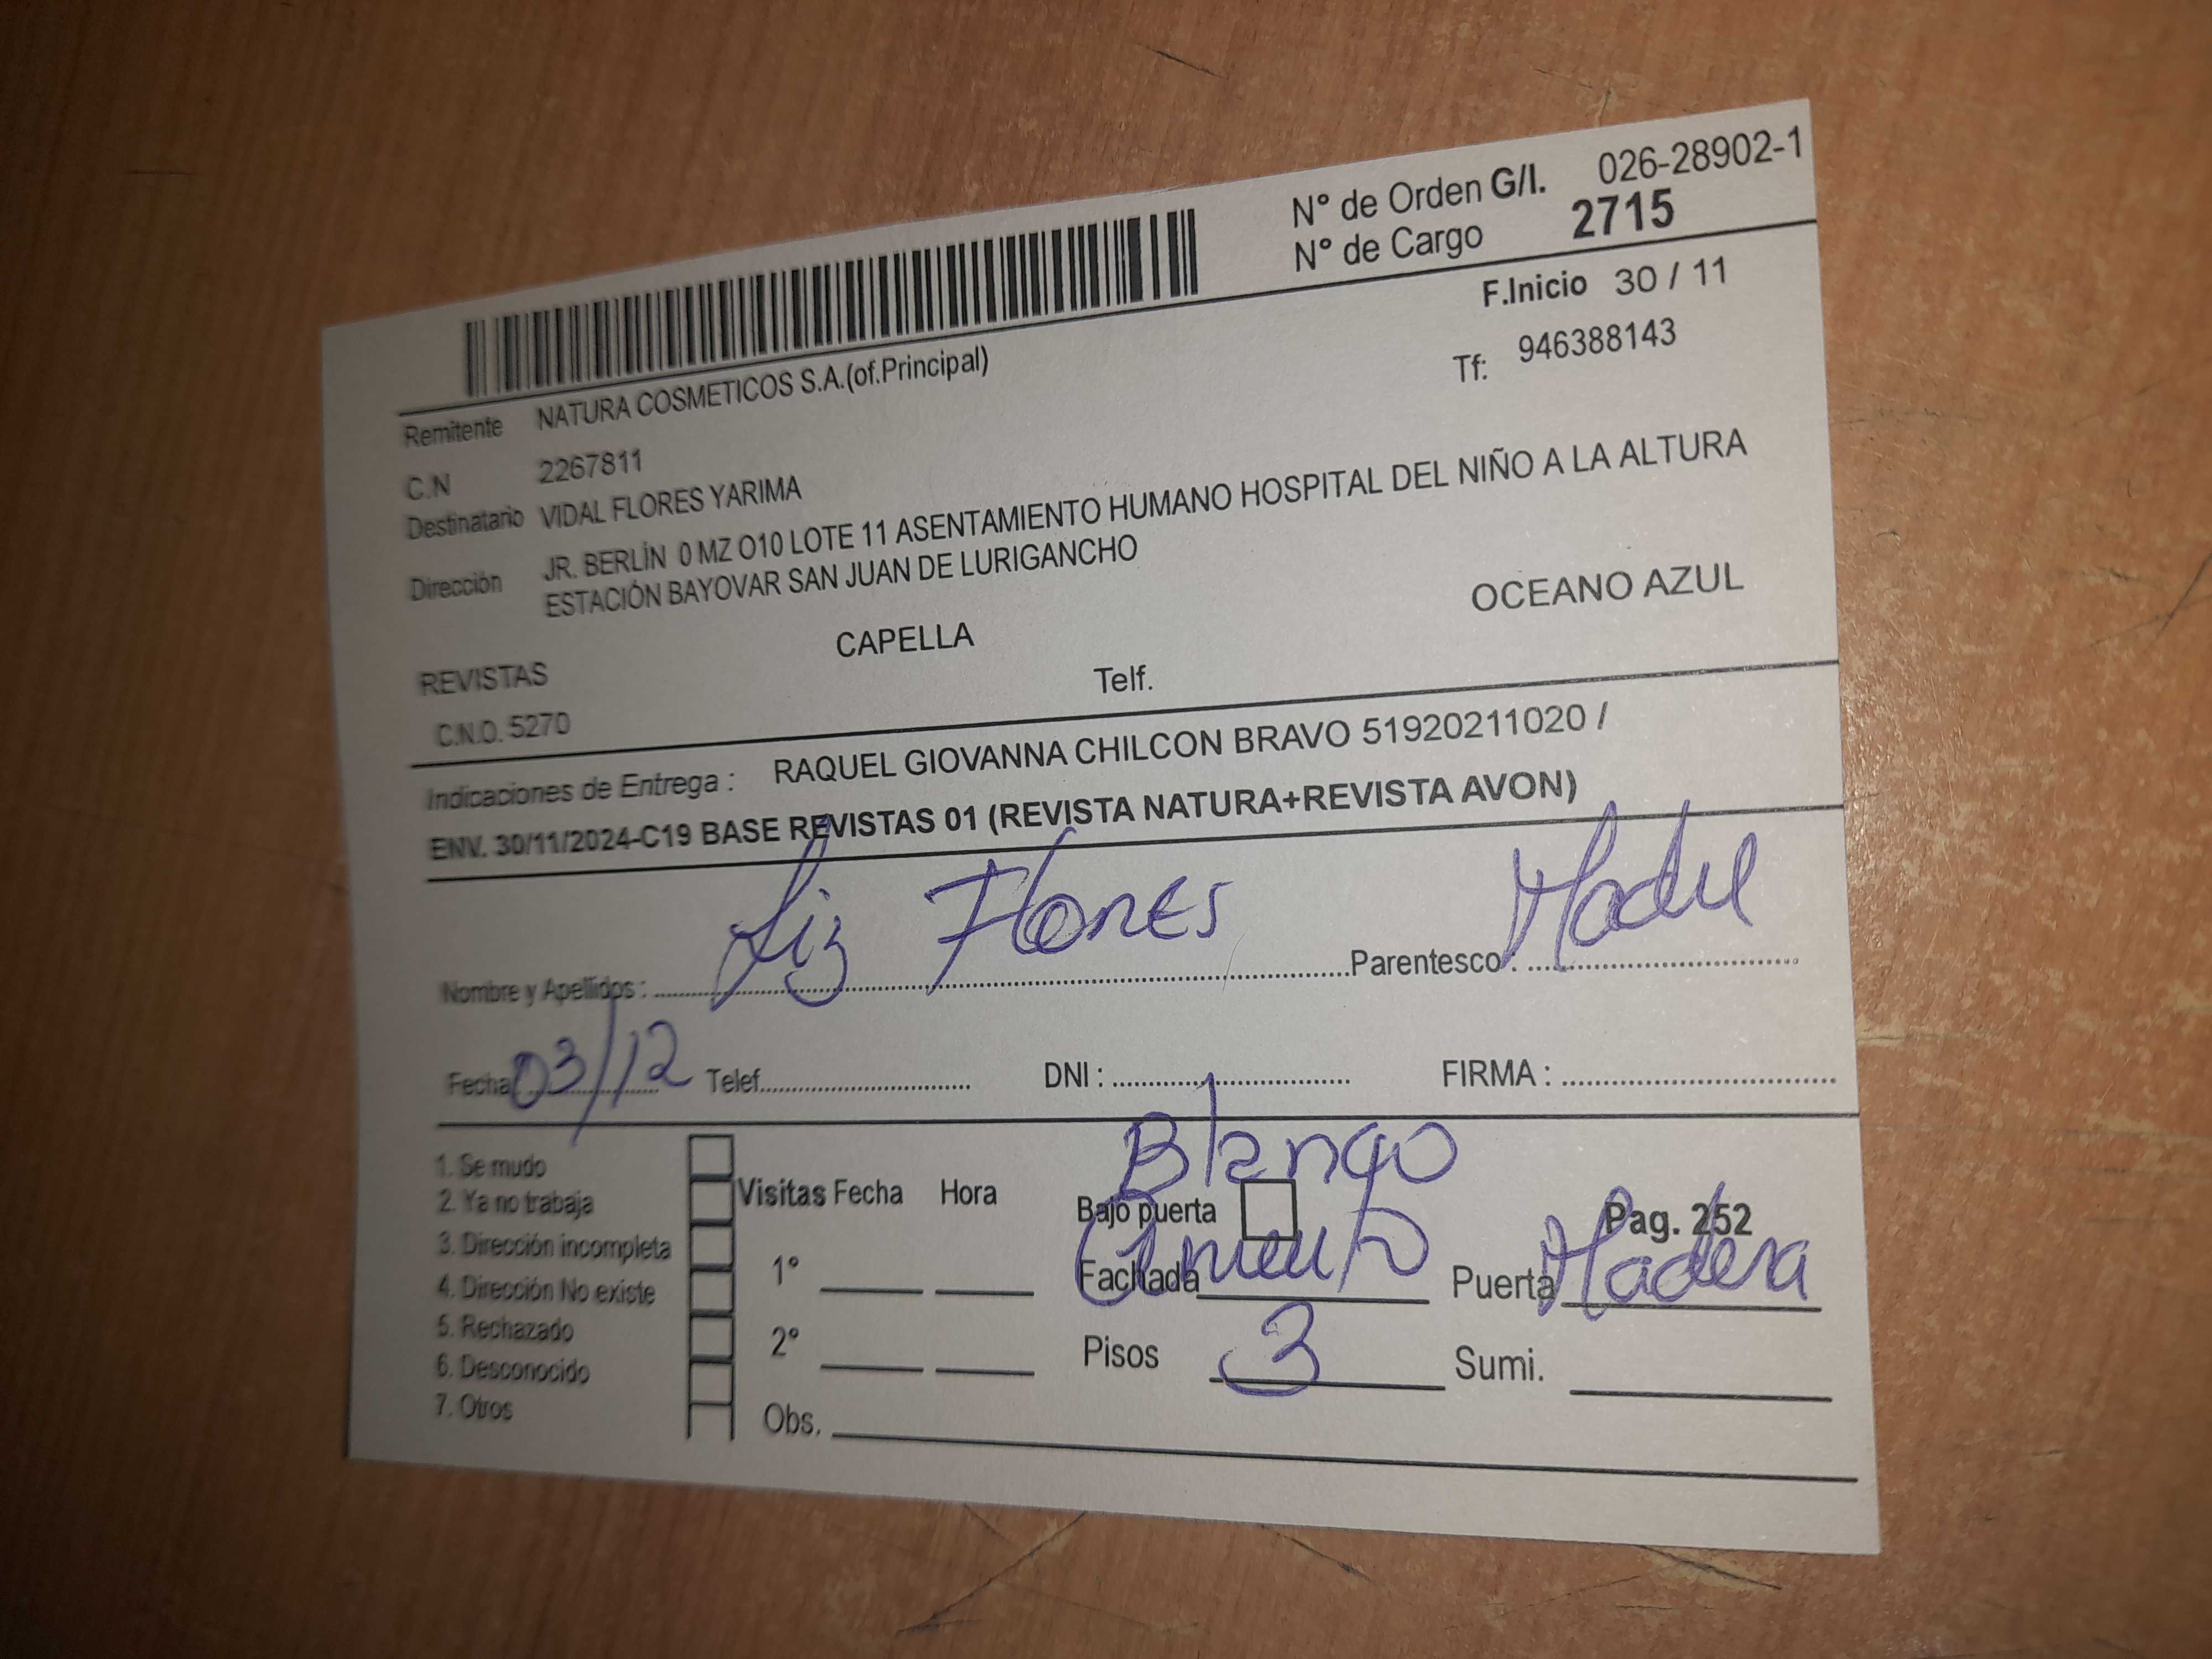 N° de Orden G/I. 026-28902-1
N° de Cargo 2715
F.Inicio 30 / 11
Remitente NATURA COSMETICOS S.A.(of.Principal) Tf: 946388143
C.N 2267811
Destinatario VIDAL FLORES YARIMA
Dirección JR. BERLÍN 0 MZ O10 LOTE 11 ASENTAMIENTO HUMANO HOSPITAL DEL NIÑO A LA ALTURA
ESTACIÓN BAYOVAR SAN JUAN DE LURIGANCHO
REVISTAS CAPELLA OCEANO AZUL
C.N.O. 5270 Telf.
Indicaciones de Entrega : RAQUEL GIOVANNA CHILCON BRAVO 51920211020 /
ENV. 30/11/2024-C19 BASE REVISTAS 01 (REVISTA NATURA+REVISTA AVON)
Nombre y Apellidos : Liz Flores Parentesco : Madre
Fecha 03/12 Telef. DNI : FIRMA :
1. Se mudo
2. Ya no trabaja
3. Dirección incompleta
4. Dirección No existe
5. Rechazado
6. Desconocido
7. Otros
Visitas Fecha Hora
1°
2°
Obs.
Blanco
Bajo puerta Pag. 252
Fachada Cemento Puerta Madera
Pisos 3 Sumi.